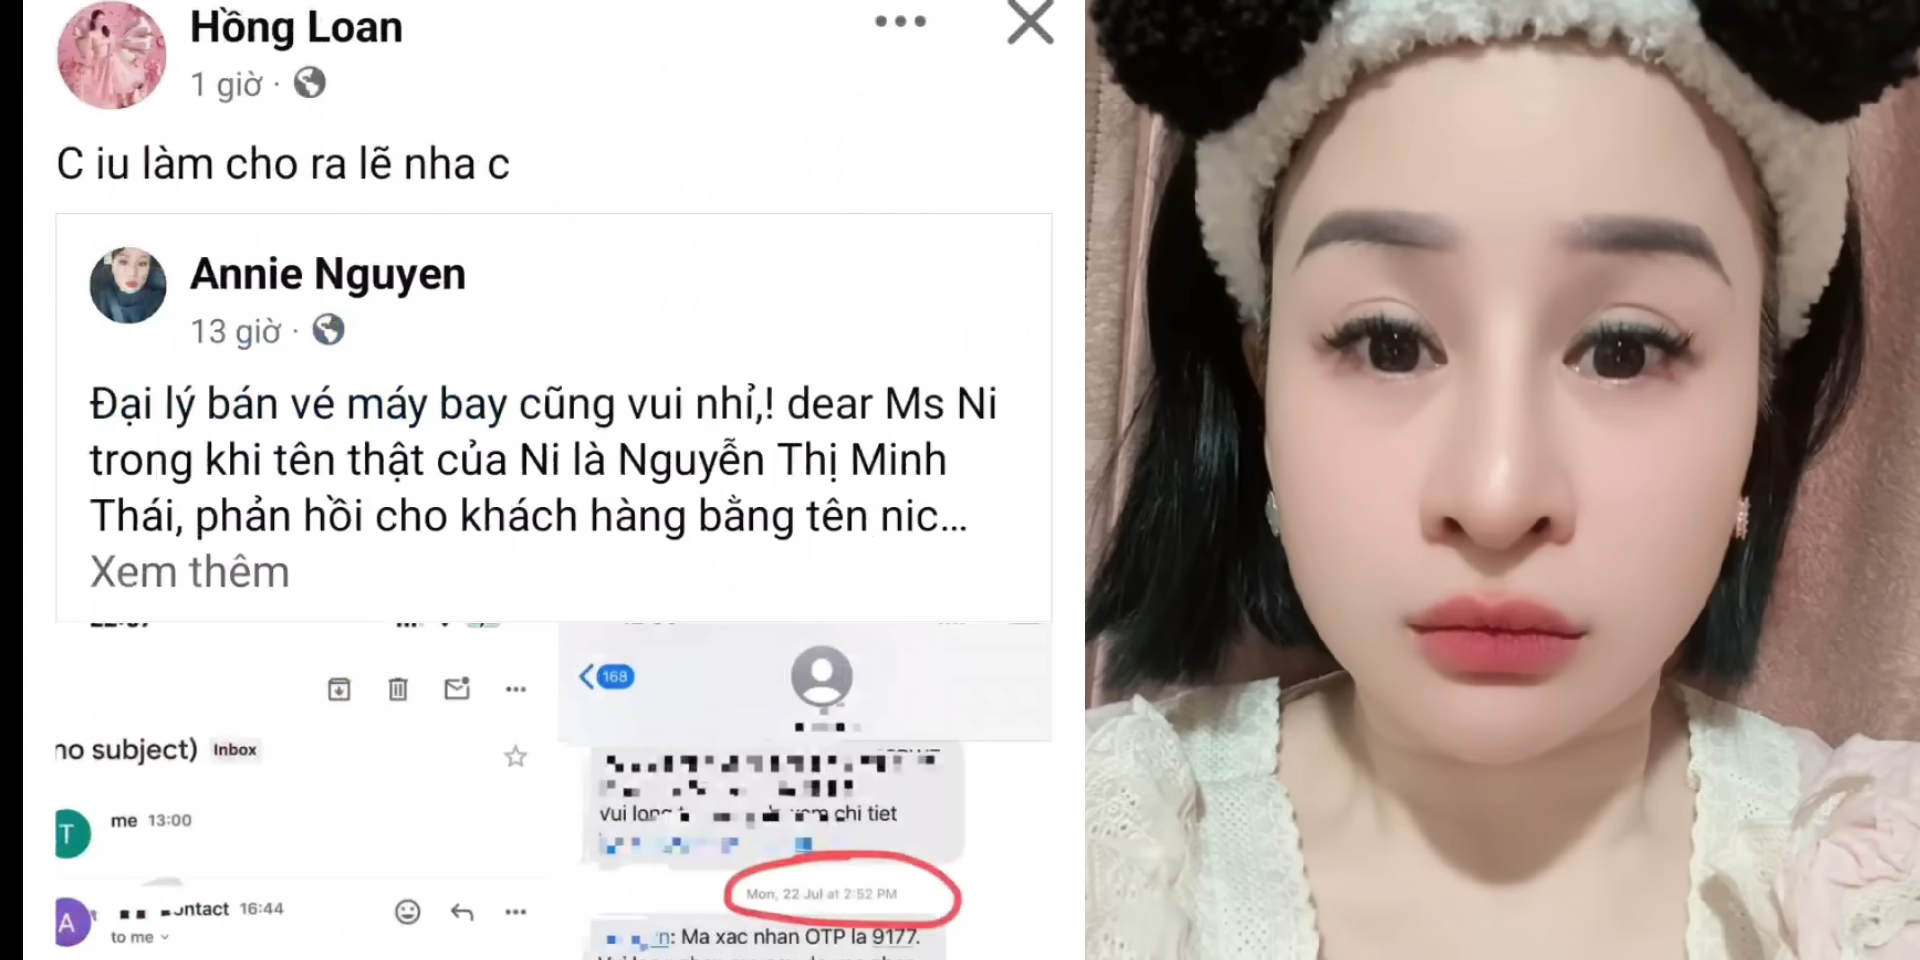 Hồng Loan
1 giờ ·
C iu làm cho ra lẽ nha c
Annie Nguyen
13 giờ ·
Đại lý bán vé máy bay cũng vui nhỉ,! dear Ms Ni
trong khi tên thật của Ni là Nguyễn Thị Minh
Thái, phản hồi cho khách hàng bằng tên nic...
Xem thêm
168
no subject) Inbox
T
me 13:00
A
ontact 16:44
to me
Vui long chi tiet
Mon, 22 Jul at 2:52 PM
n: Ma xac nhan OTP la 9177.